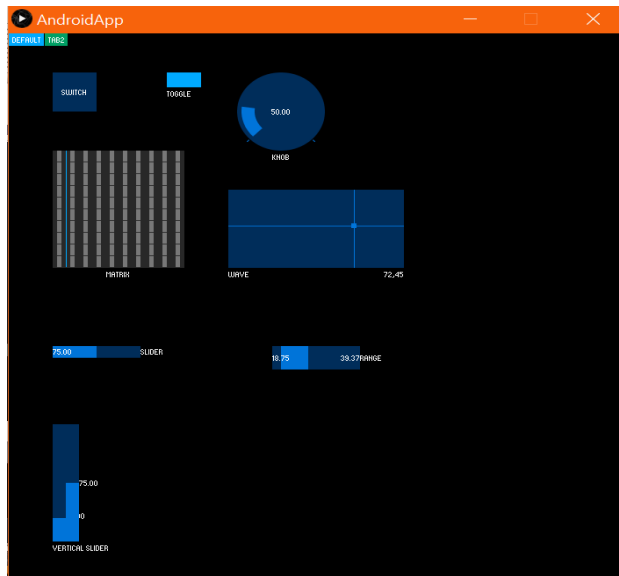 AndroidApp
DEFAULT TAB2
SWITCH
TOGGLE
50.00
KNOB
MATRIX
WAVE 72,45
75.00 SLIDER
18.75 39.37RANGE
75.00
VERTICAL SLIDER